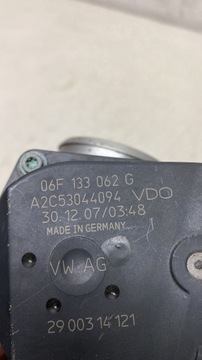 06F 133 062 G
A2C53044094 VDO
30.12.07/03:48
MADE IN GERMANY
VW AG
29 003 14 121